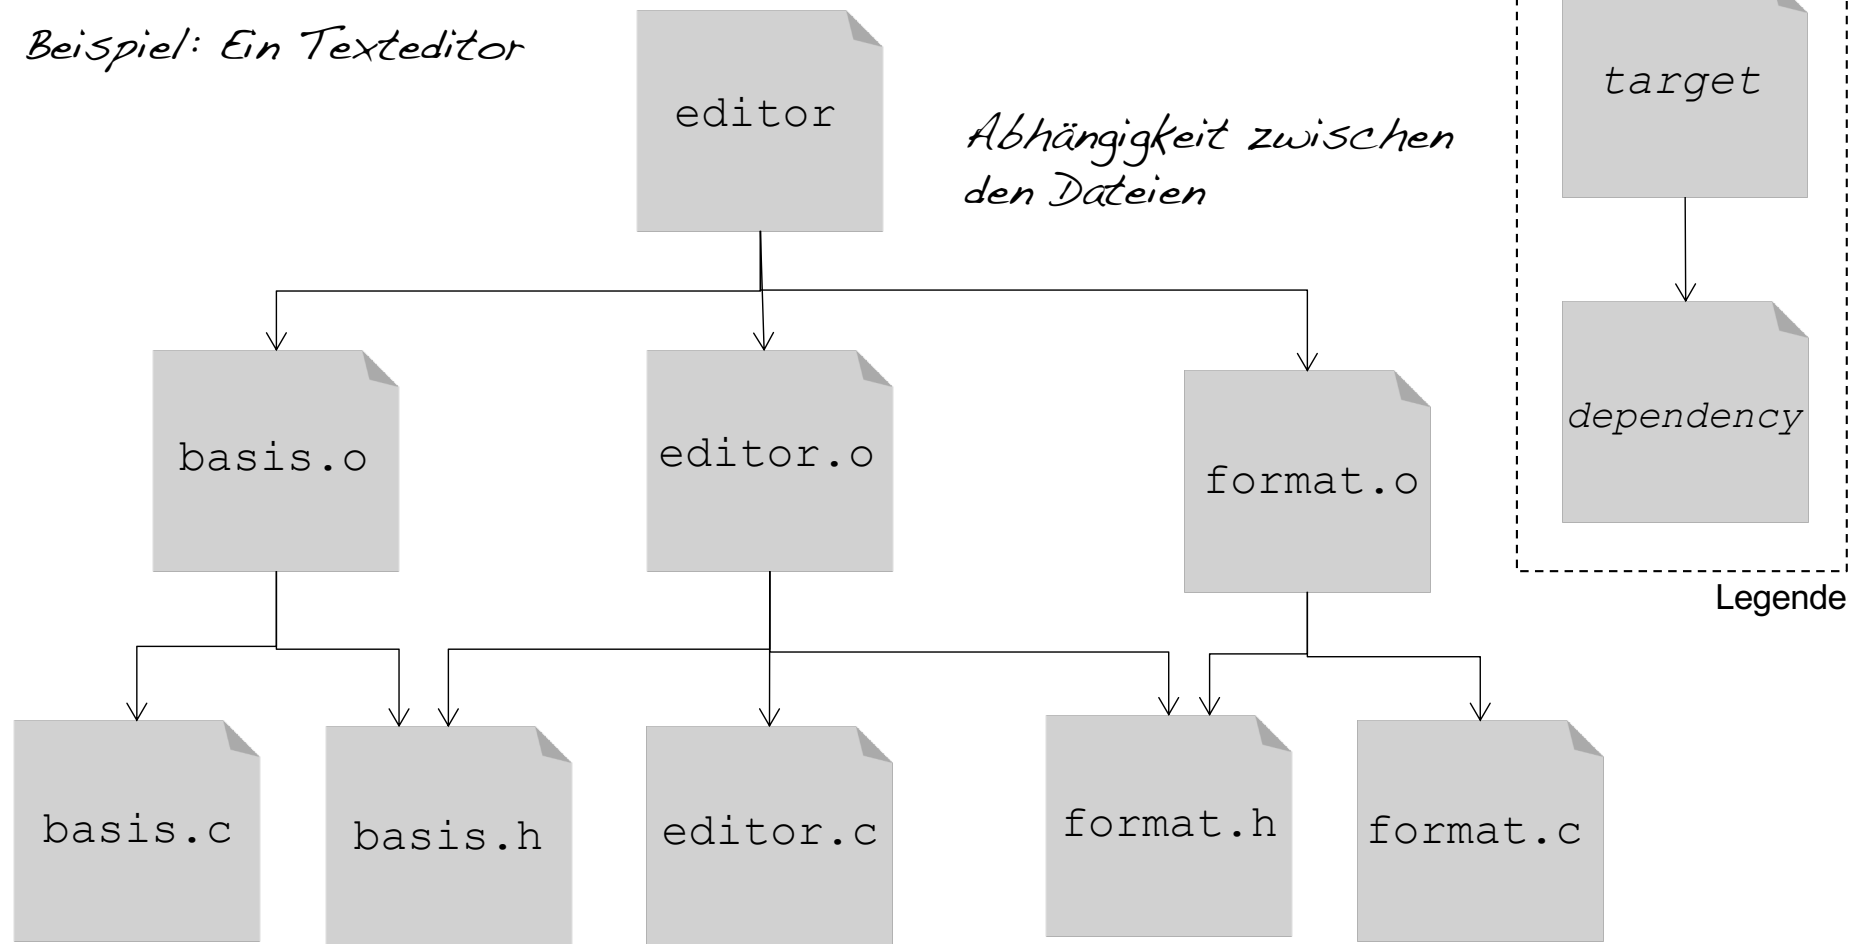 Beispiel: Ein Texteditor
editor
Abhängigkeit zwischen
den Dateien
target
dependency
Legende
basis.o
editor.o
format.o
basis.c
basis.h
editor.c
format.h
format.c